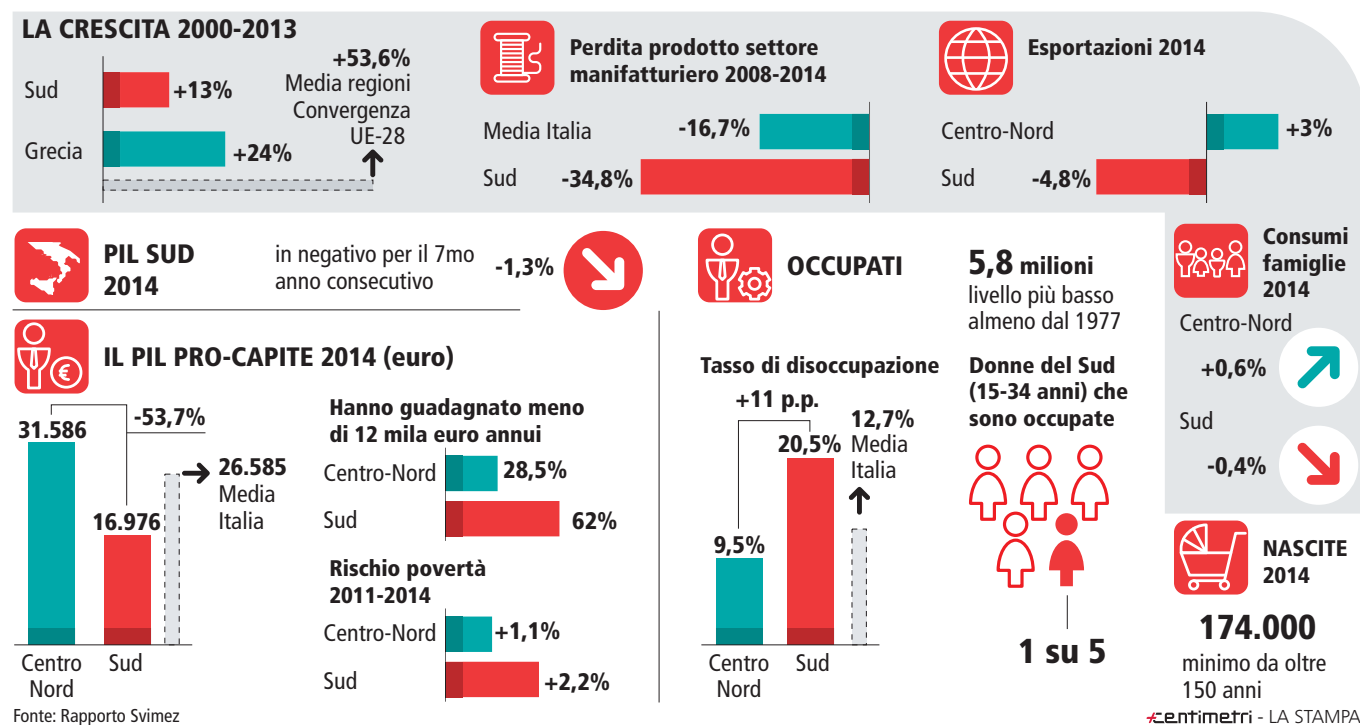 LA CRESCITA 2000-2013
Sud
+13%
Grecia
+24%
+53,6%
Media regioni
Convergenza
UE-28
Perdita prodotto settore
manifatturiero 2008-2014
Media Italia
-16,7%
Sud
-34,8%
Esportazioni 2014
Centro-Nord
+3%
Sud
-4,8%
PIL SUD
2014
in negativo per il 7mo
anno consecutivo
-1,3%
IL PIL PRO-CAPITE 2014 (euro)
€
-53,7%
31.586
16.976
26.585
Media
Italia
Centro
Nord
Sud
Hanno guadagnato meno
di 12 mila euro annui
Centro-Nord
28,5%
Sud
62%
Rischio povertà
2011-2014
Centro-Nord
+1,1%
Sud
+2,2%
OCCUPATI
5,8 milioni
livello più basso
almeno dal 1977
Tasso di disoccupazione
+11 p.p.
9,5%
20,5%
12,7%
Media
Italia
Centro
Nord
Sud
Donne del Sud
(15-34 anni) che
sono occupate
1 su 5
Consumi
famiglie
2014
Centro-Nord
+0,6%
Sud
-0,4%
NASCITE
2014
174.000
minimo da oltre
150 anni
Fonte: Rapporto Svimez
centimetri - LA STAMPA